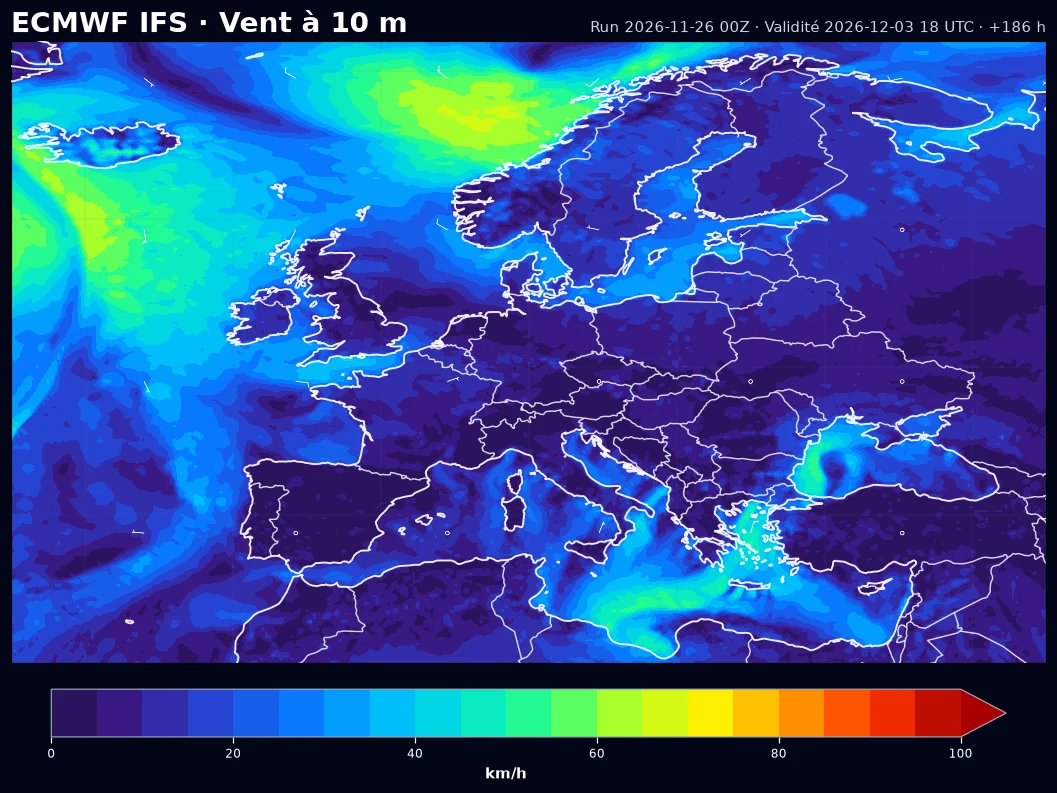 ECMWF IFS · Vent à 10 m
Run 2026-11-26 00Z · Validité 2026-12-03 18 UTC · +186 h
0 20 40 60 80 100
km/h